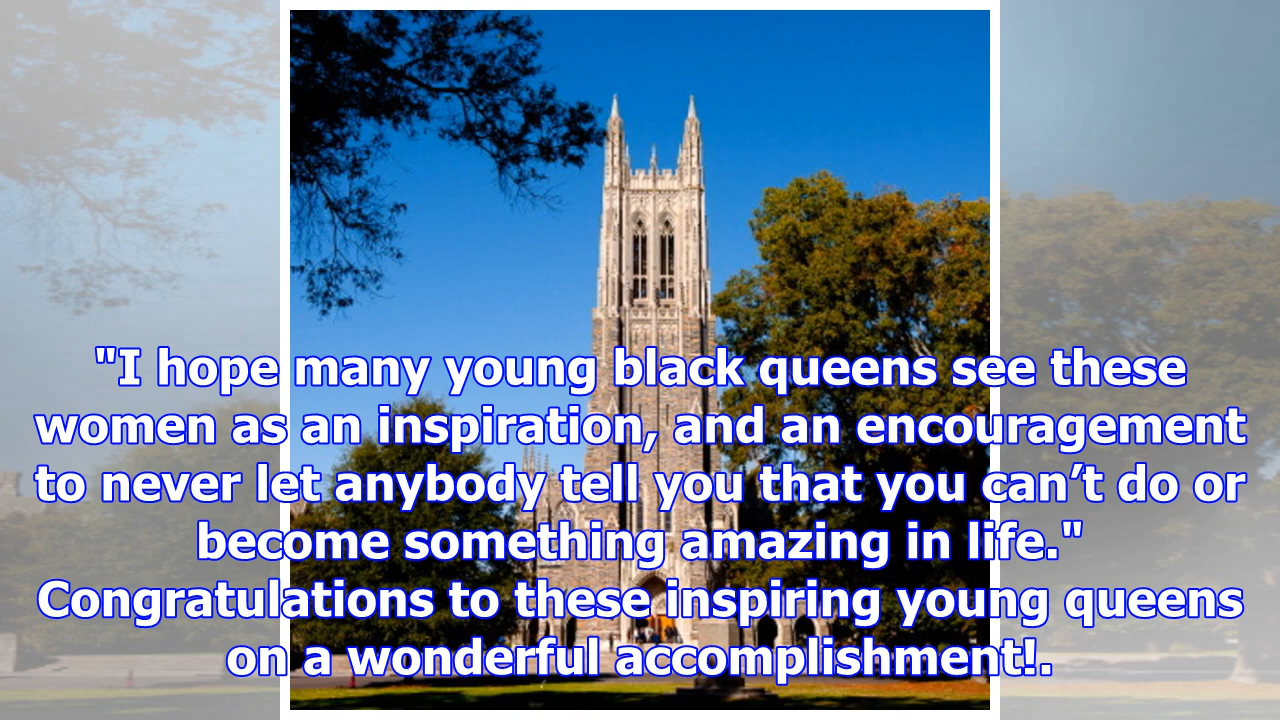 "I hope many young black queens see these
women as an inspiration, and an encouragement
to never let anybody tell you that you can’t do or
become something amazing in life."
Congratulations to these inspiring young queens
on a wonderful accomplishment!.